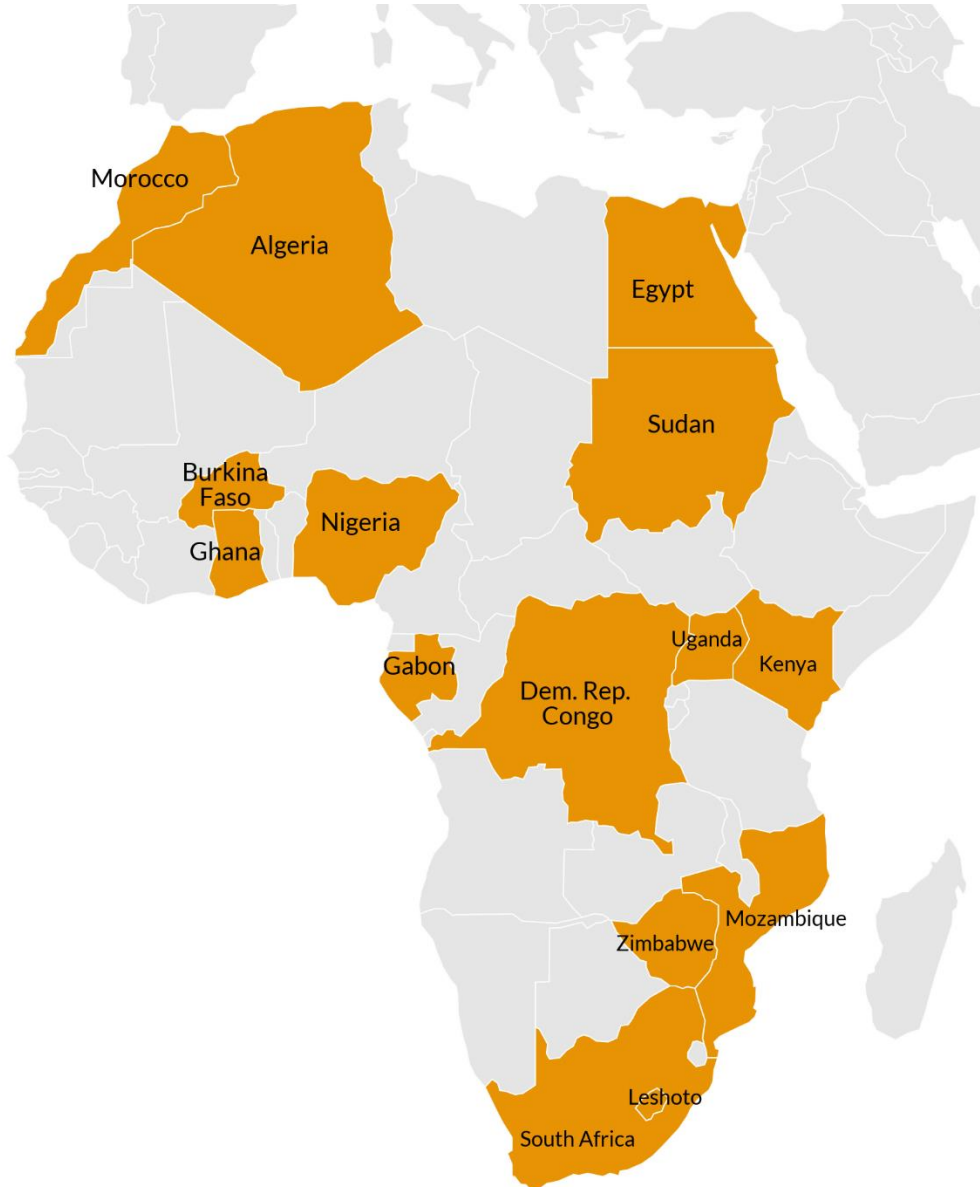 Morocco
Algeria
Egypt
Sudan
Burkina
Faso
Nigeria
Ghana
Uganda
Gabon
Kenya
Dem. Rep.
Congo
Mozambique
Zimbabwe
Leshoto
South Africa